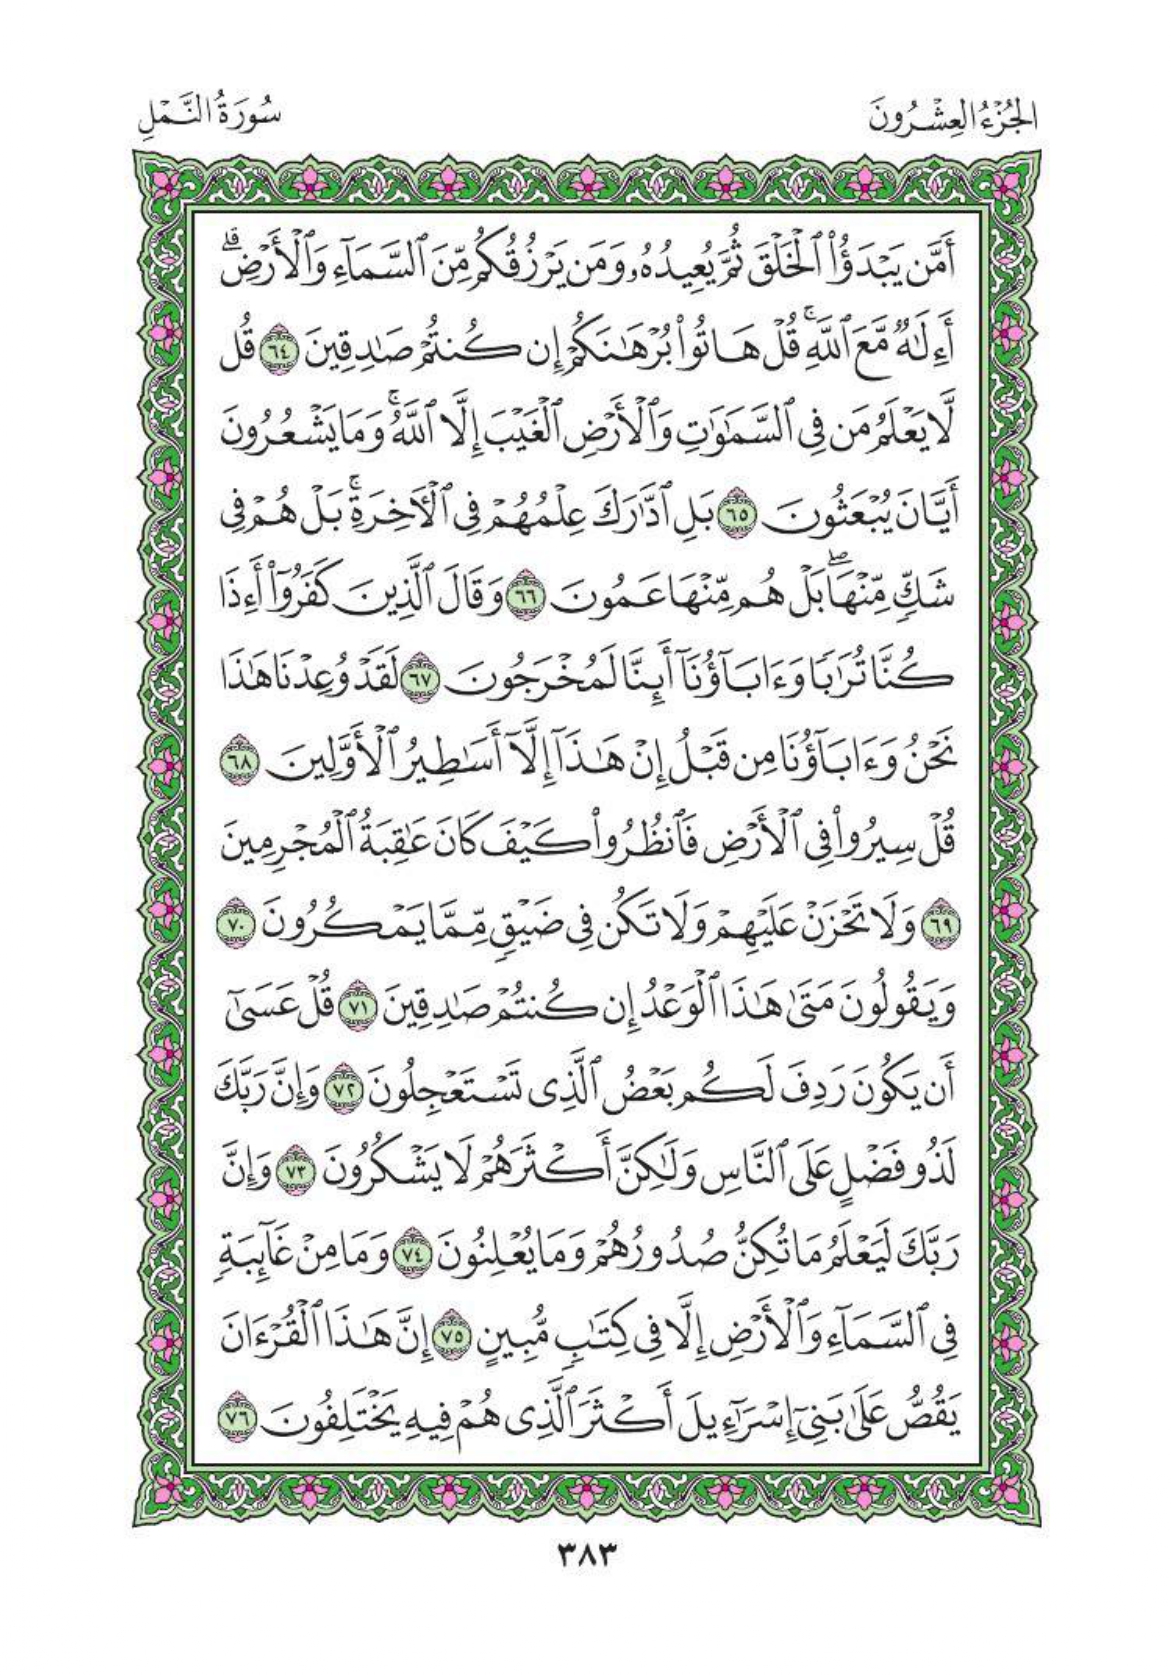 الجُزْءُ العِشْرُونَ
سُورَةُ النَّمْلِ
أَمَّن يَبْدَؤُاْ ٱلْخَلْقَ ثُمَّ يُعِيدُهُۥ وَمَن يَرْزُقُكُم مِّنَ ٱلسَّمَآءِ وَٱلْأَرْضِۗ
أَءِلَٰهٌ مَّعَ ٱللَّهِۚ قُلْ هَاتُواْ بُرْهَٰنَكُمْ إِن كُنتُمْ صَٰدِقِينَ ٦٤ قُل
لَّا يَعْلَمُ مَن فِى ٱلسَّمَٰوَٰتِ وَٱلْأَرْضِ ٱلْغَيْبَ إِلَّا ٱللَّهُۚ وَمَا يَشْعُرُونَ
أَيَّانَ يُبْعَثُونَ ٦٥ بَلِ ٱدَّٰرَكَ عِلْمُهُمْ فِى ٱلْأَخِرَةِۚ بَلْ هُمْ فِى
شَكٍّ مِّنْهَاۖ بَلْ هُم مِّنْهَا عَمُونَ ٦٦ وَقَالَ ٱلَّذِينَ كَفَرُوٓاْ أَءِذَا
كُنَّا تُرَٰبًا وَءَابَآؤُنَآ أَئِنَّا لَمُخْرَجُونَ ٦٧ لَقَدْ وُعِدْنَا هَٰذَا
نَحْنُ وَءَابَآؤُنَا مِن قَبْلُ إِنْ هَٰذَآ إِلَّآ أَسَٰطِيرُ ٱلْأَوَّلِينَ ٦٨
قُلْ سِيرُواْ فِى ٱلْأَرْضِ فَٱنظُرُواْ كَيْفَ كَانَ عَٰقِبَةُ ٱلْمُجْرِمِينَ
٦٩ وَلَا تَحْزَنْ عَلَيْهِمْ وَلَا تَكُن فِى ضَيْقٍ مِّمَّا يَمْكُرُونَ ٧٠
وَيَقُولُونَ مَتَىٰ هَٰذَا ٱلْوَعْدُ إِن كُنتُمْ صَٰدِقِينَ ٧١ قُلْ عَسَىٰٓ
أَن يَكُونَ رَدِفَ لَكُم بَعْضُ ٱلَّذِى تَسْتَعْجِلُونَ ٧٢ وَإِنَّ رَبَّكَ
لَذُو فَضْلٍ عَلَى ٱلنَّاسِ وَلَٰكِنَّ أَكْثَرَهُمْ لَا يَشْكُرُونَ ٧٣ وَإِنَّ
رَبَّكَ لَيَعْلَمُ مَا تُكِنُّ صُدُورُهُمْ وَمَا يُعْلِنُونَ ٧٤ وَمَا مِنْ غَآئِبَةٍ
فِى ٱلسَّمَآءِ وَٱلْأَرْضِ إِلَّا فِى كِتَٰبٍ مُّبِينٍ ٧٥ إِنَّ هَٰذَا ٱلْقُرْءَانَ
يَقُصُّ عَلَىٰ بَنِىٓ إِسْرَٰٓءِيلَ أَكْثَرَ ٱلَّذِى هُمْ فِيهِ يَخْتَلِفُونَ ٧٦
٣٨٣